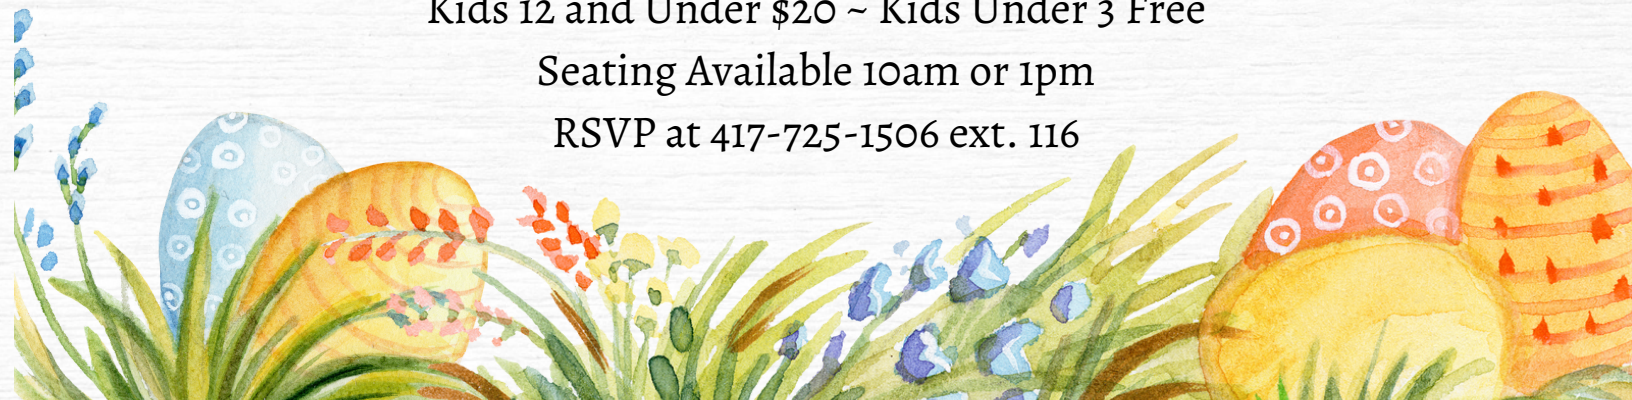 Kids 12 and Under $20 ~ Kids Under 3 Free
Seating Available 10am or 1pm
RSVP at 417-725-1506 ext. 116